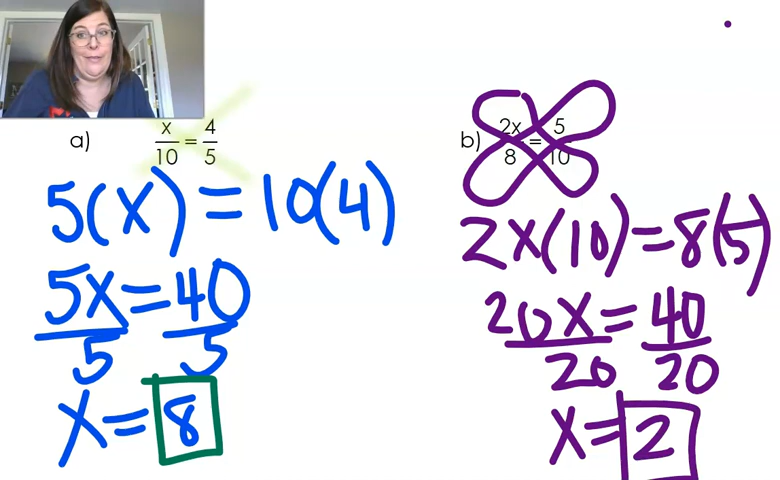 a) x/10 = 4/5
5(x) = 10(4)
5x/5 = 40/5
x = 8
b) 2x/8 = 5/10
2x(10) = 8(5)
20x/20 = 40/20
x = 2